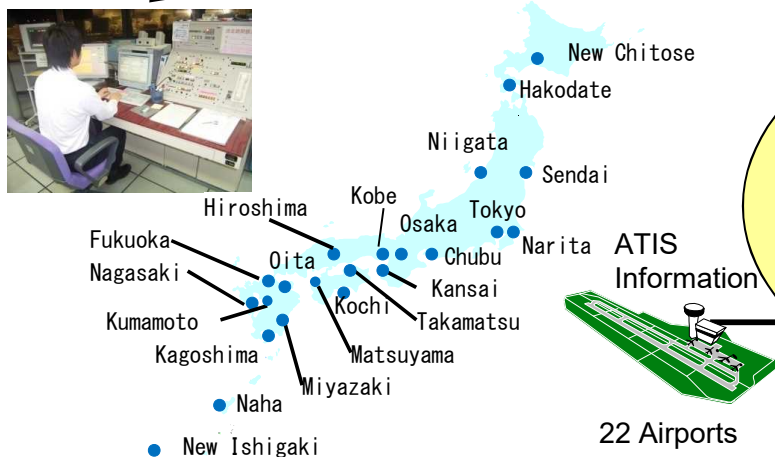 New Chitose
Hakodate
Niigata
Sendai
Kobe
Hiroshima
Osaka
Tokyo
Fukuoka
Oita
Chubu
Narita
ATIS
Information
Nagasaki
Kansai
Kochi
Kumamoto
Takamatsu
Kagoshima
Matsuyama
Miyazaki
Naha
New Ishigaki
22 Airports